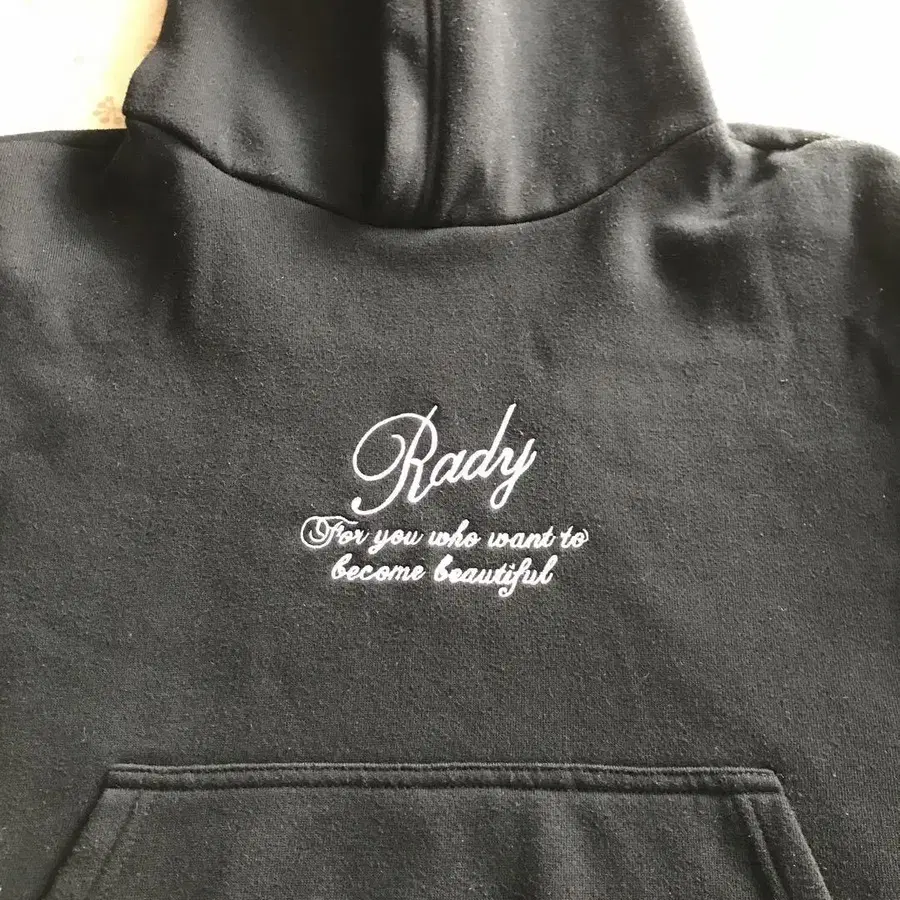 Rady
For you who want to
become beautiful